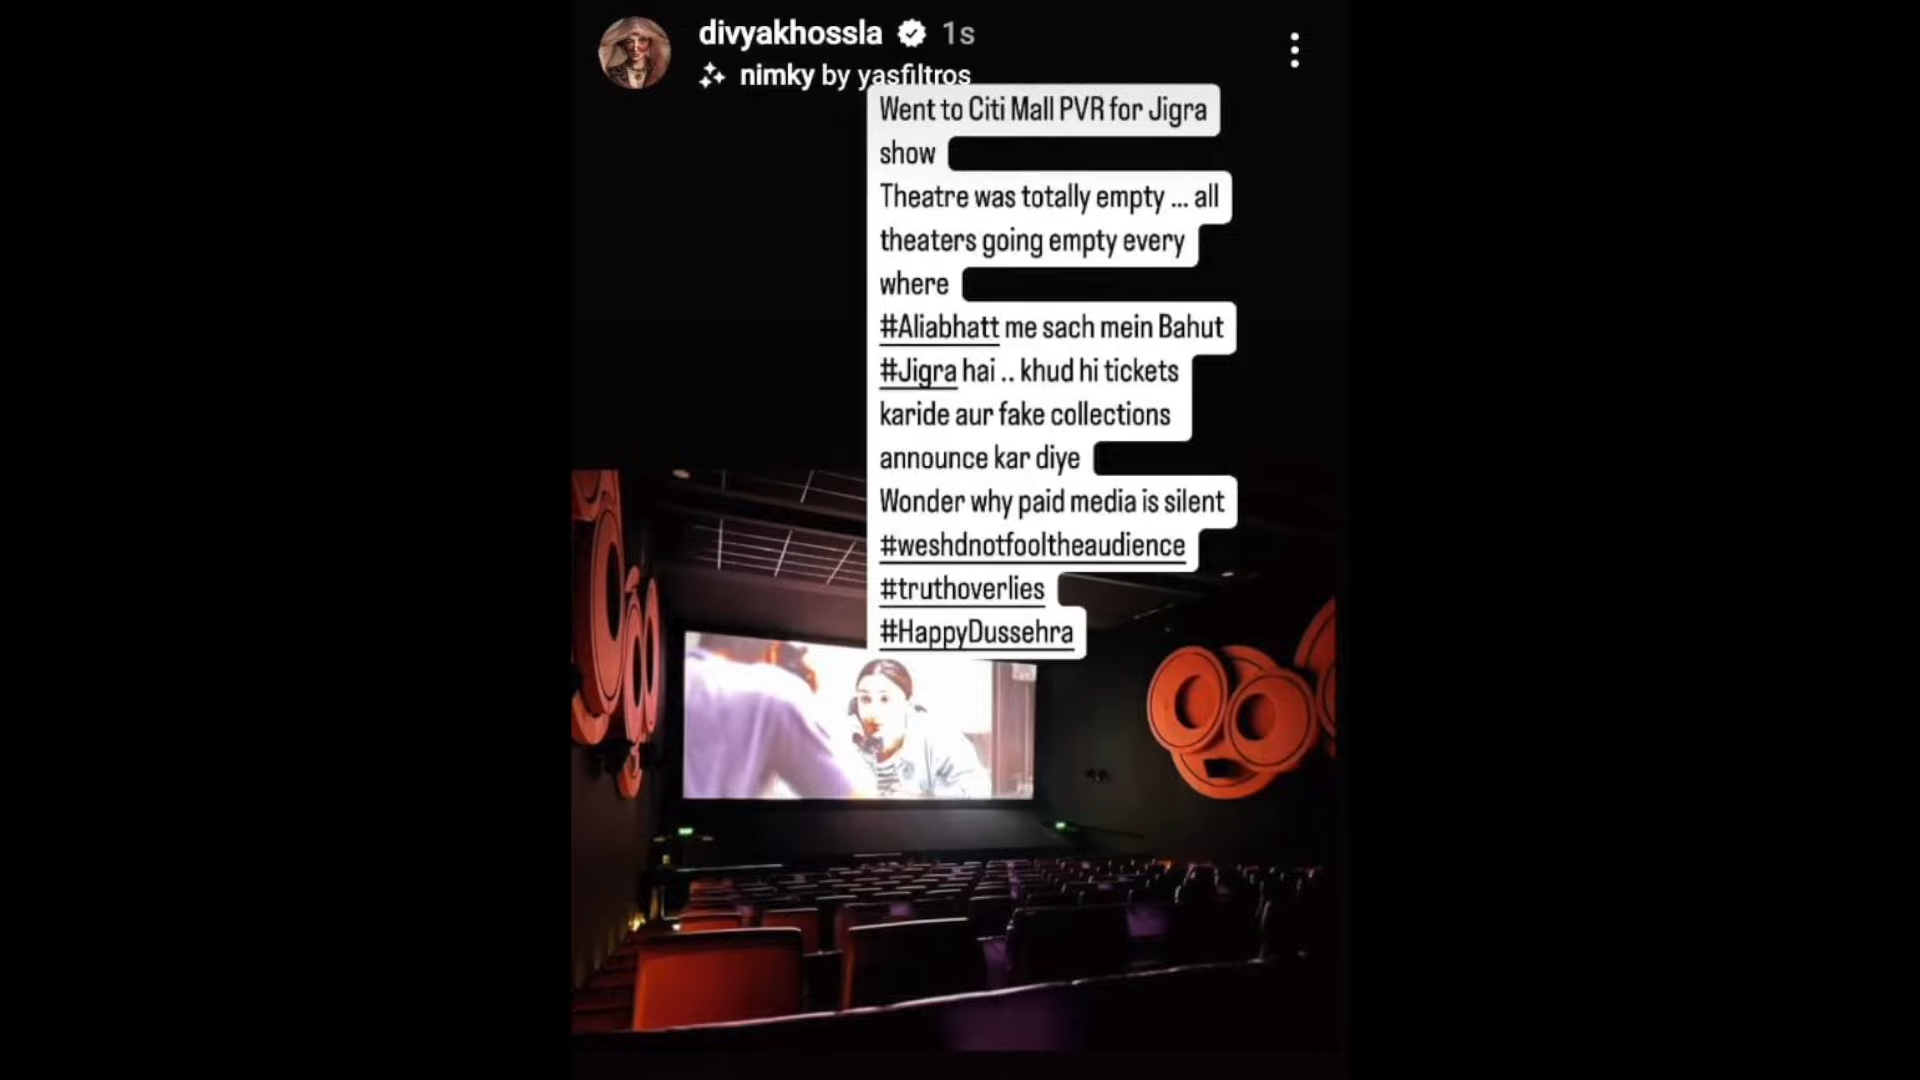 divyakhossla 1s
nimky by yasfiltros
Went to Citi Mall PVR for Jigra
show
Theatre was totally empty ... all
theaters going empty every
where
#Aliabhatt me sach mein Bahut
#Jigra hai .. khud hi tickets
karide aur fake collections
announce kar diye
Wonder why paid media is silent
#weshdnotfooltheaudience
#truthoverlies
#HappyDussehra